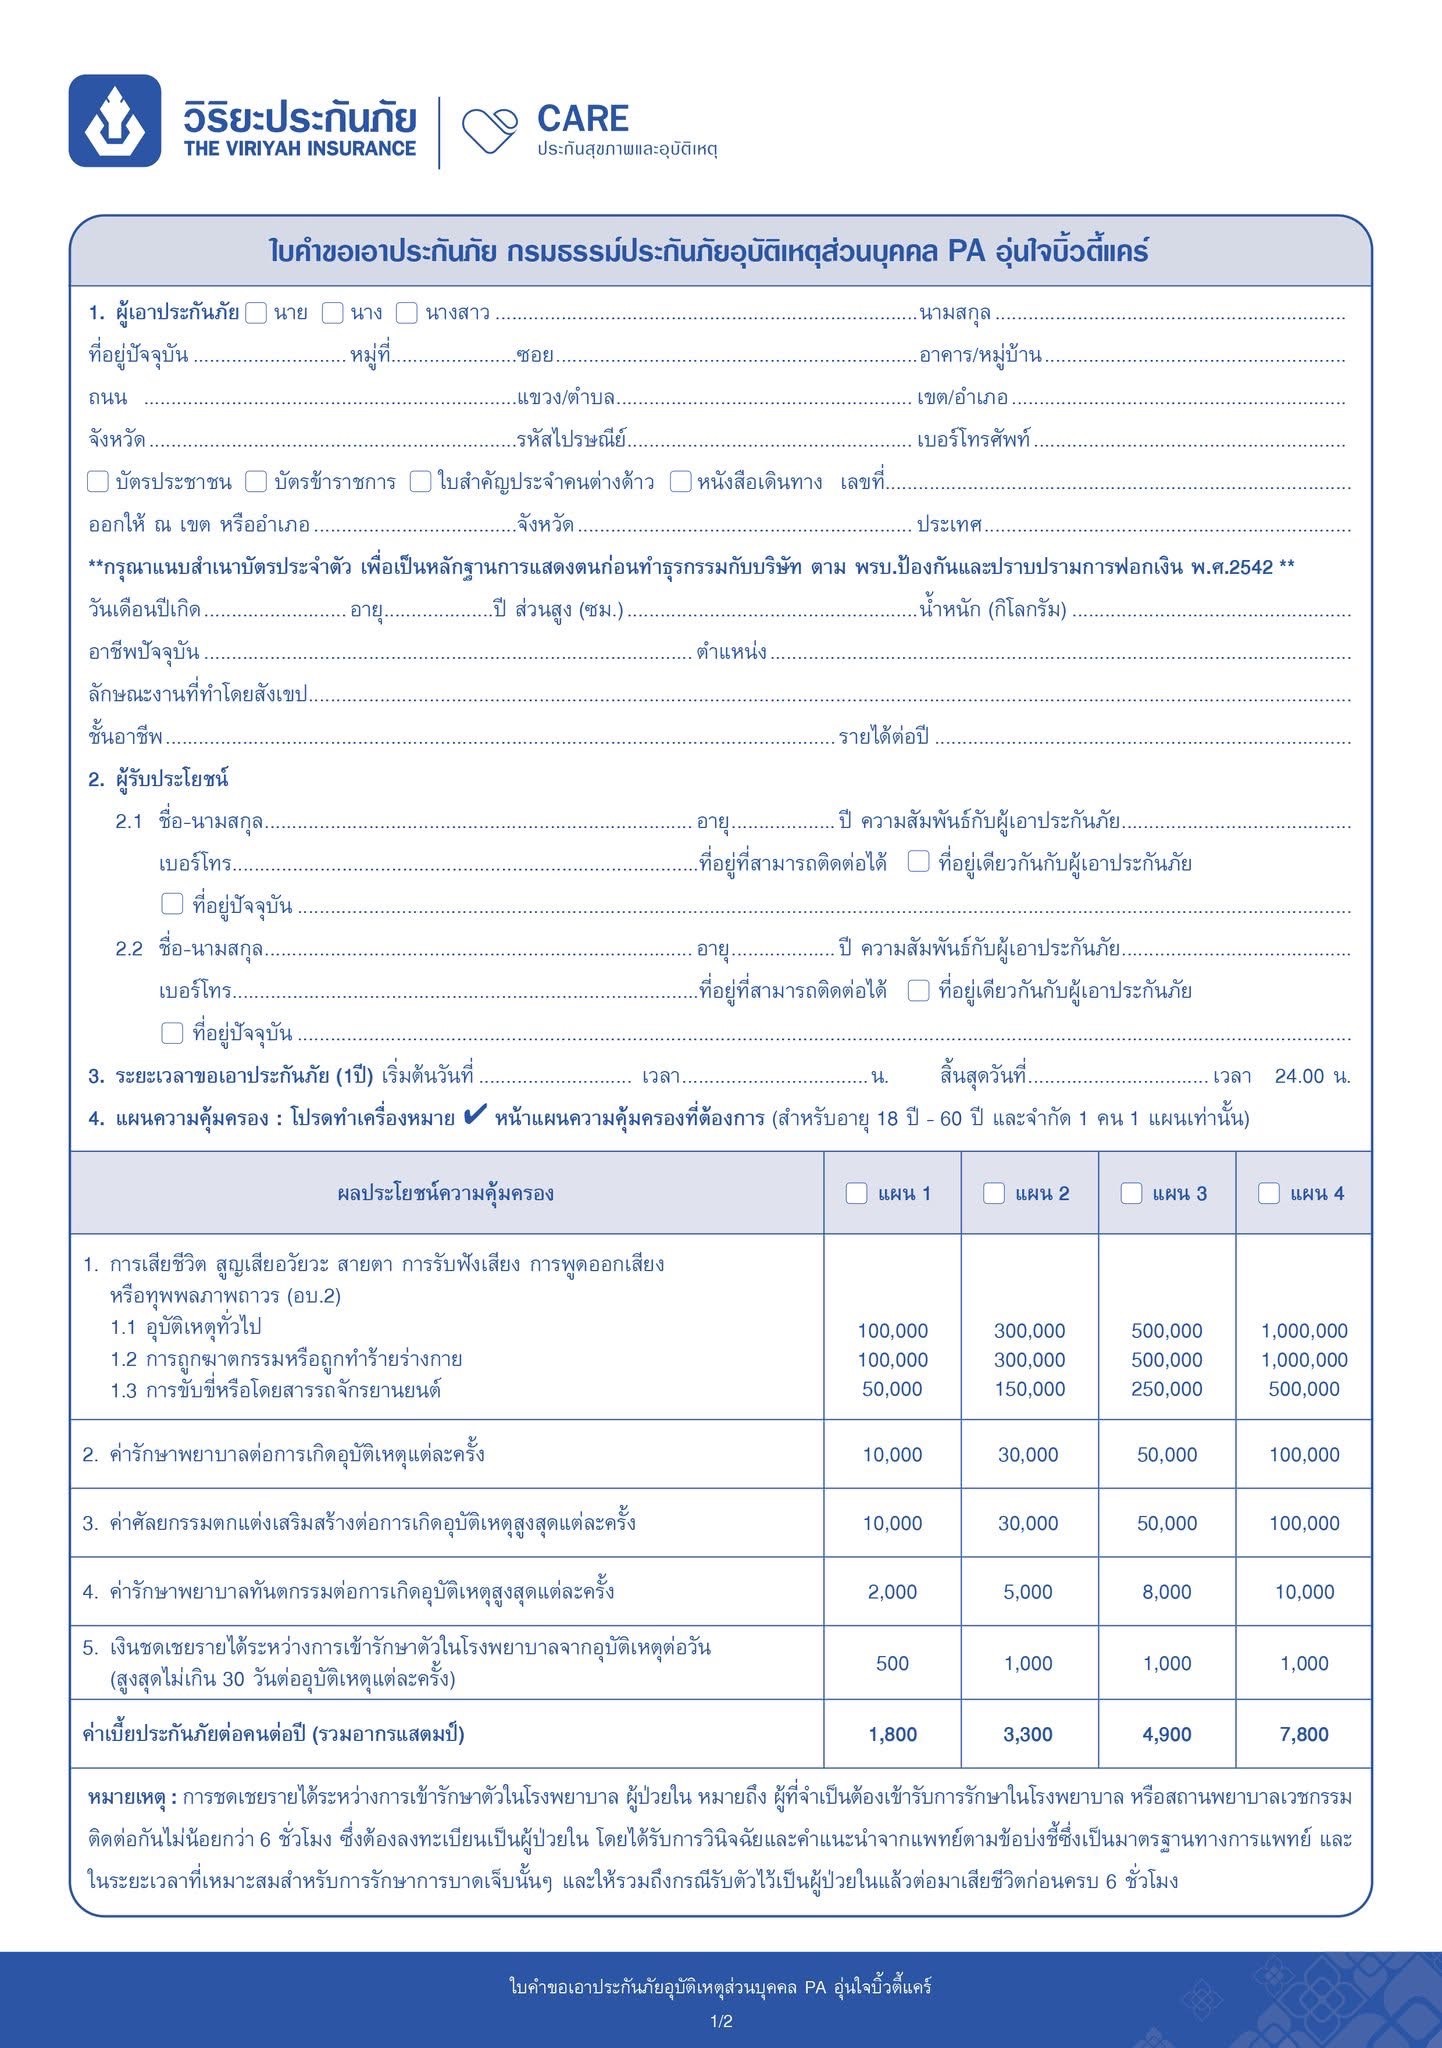 วิริยะประกันภัย
THE VIRIYAH INSURANCE
CARE
ประกันสุขภาพและอุบัติเหตุ
ใบคำขอเอาประกันภัย กรมธรรม์ประกันภัยอุบัติเหตุส่วนบุคคล PA อุ่นใจบิ้วตี้แคร์
1. ผู้เอาประกันภัย ☐ นาย ☐ นาง ☐ นางสาว ........................ นามสกุล ........................
ที่อยู่ปัจจุบัน ............ หมู่ที่ ............ ซอย ........................ อาคาร/หมู่บ้าน ........................
ถนน ........................ แขวง/ตำบล ........................ เขต/อำเภอ ........................
จังหวัด ........................ รหัสไปรษณีย์ ........................ เบอร์โทรศัพท์ ........................
☐ บัตรประชาชน ☐ บัตรข้าราชการ ☐ ใบสำคัญประจำคนต่างด้าว ☐ หนังสือเดินทาง เลขที่ ........................
ออกให้ ณ เขต หรืออำเภอ ............ จังหวัด ........................ ประเทศ ........................
**กรุณาแนบสำเนาบัตรประจำตัว เพื่อเป็นหลักฐานการแสดงตนก่อนทำธุรกรรมกับบริษัท ตาม พรบ.ป้องกันและปราบปรามการฟอกเงิน พ.ศ.2542 **
วันเดือนปีเกิด ............ อายุ ............ ปี ส่วนสูง (ซม.) ........................ น้ำหนัก (กิโลกรัม) ........................
อาชีพปัจจุบัน ........................ ตำแหน่ง ........................
ลักษณะงานที่ทำโดยสังเขป ........................
ชั้นอาชีพ ........................ รายได้ต่อปี ........................
2. ผู้รับประโยชน์
2.1 ชื่อ-นามสกุล ........................ อายุ ............ ปี ความสัมพันธ์กับผู้เอาประกันภัย ........................
เบอร์โทร ........................ ที่อยู่ที่สามารถติดต่อได้ ☐ ที่อยู่เดียวกันกับผู้เอาประกันภัย
☐ ที่อยู่ปัจจุบัน ........................
2.2 ชื่อ-นามสกุล ........................ อายุ ............ ปี ความสัมพันธ์กับผู้เอาประกันภัย ........................
เบอร์โทร ........................ ที่อยู่ที่สามารถติดต่อได้ ☐ ที่อยู่เดียวกันกับผู้เอาประกันภัย
☐ ที่อยู่ปัจจุบัน ........................
3. ระยะเวลาขอเอาประกันภัย (1ปี) เริ่มต้นวันที่ ............ เวลา ............ น. สิ้นสุดวันที่ ............ เวลา 24.00 น.
4. แผนความคุ้มครอง : โปรดทำเครื่องหมาย ✔ หน้าแผนความคุ้มครองที่ต้องการ (สำหรับอายุ 18 ปี - 60 ปี และจำกัด 1 คน 1 แผนเท่านั้น)
ผลประโยชน์ความคุ้มครอง ☐ แผน 1 ☐ แผน 2 ☐ แผน 3 ☐ แผน 4
1. การเสียชีวิต สูญเสียอวัยวะ สายตา การรับฟังเสียง การพูดออกเสียง
หรือทุพพลภาพถาวร (อบ.2)
1.1 อุบัติเหตุทั่วไป 100,000 300,000 500,000 1,000,000
1.2 การถูกฆาตกรรมหรือถูกทำร้ายร่างกาย 100,000 300,000 500,000 1,000,000
1.3 การขับขี่หรือโดยสารรถจักรยานยนต์ 50,000 150,000 250,000 500,000
2. ค่ารักษาพยาบาลต่อการเกิดอุบัติเหตุแต่ละครั้ง 10,000 30,000 50,000 100,000
3. ค่าศัลยกรรมตกแต่งเสริมสร้างต่อการเกิดอุบัติเหตุสูงสุดแต่ละครั้ง 10,000 30,000 50,000 100,000
4. ค่ารักษาพยาบาลทันตกรรมต่อการเกิดอุบัติเหตุสูงสุดแต่ละครั้ง 2,000 5,000 8,000 10,000
5. เงินชดเชยรายได้ระหว่างการเข้ารักษาตัวในโรงพยาบาลจากอุบัติเหตุต่อวัน
(สูงสุดไม่เกิน 30 วันต่ออุบัติเหตุแต่ละครั้ง) 500 1,000 1,000 1,000
ค่าเบี้ยประกันภัยต่อคนต่อปี (รวมอากรแสตมป์) 1,800 3,300 4,900 7,800
หมายเหตุ : การชดเชยรายได้ระหว่างการเข้ารักษาตัวในโรงพยาบาล ผู้ป่วยใน หมายถึง ผู้ที่จำเป็นต้องเข้ารับการรักษาในโรงพยาบาล หรือสถานพยาบาลเวชกรรม
ติดต่อกันไม่น้อยกว่า 6 ชั่วโมง ซึ่งต้องลงทะเบียนเป็นผู้ป่วยใน โดยได้รับการวินิจฉัยและคำแนะนำจากแพทย์ตามข้อบ่งชี้ซึ่งเป็นมาตรฐานทางการแพทย์ และ
ในระยะเวลาที่เหมาะสมสำหรับการรักษาการบาดเจ็บนั้นๆ และให้รวมถึงกรณีรับตัวไว้เป็นผู้ป่วยในแล้วต่อมาเสียชีวิตก่อนครบ 6 ชั่วโมง
ใบคำขอเอาประกันภัยอุบัติเหตุส่วนบุคคล PA อุ่นใจบิ้วตี้แคร์
1/2